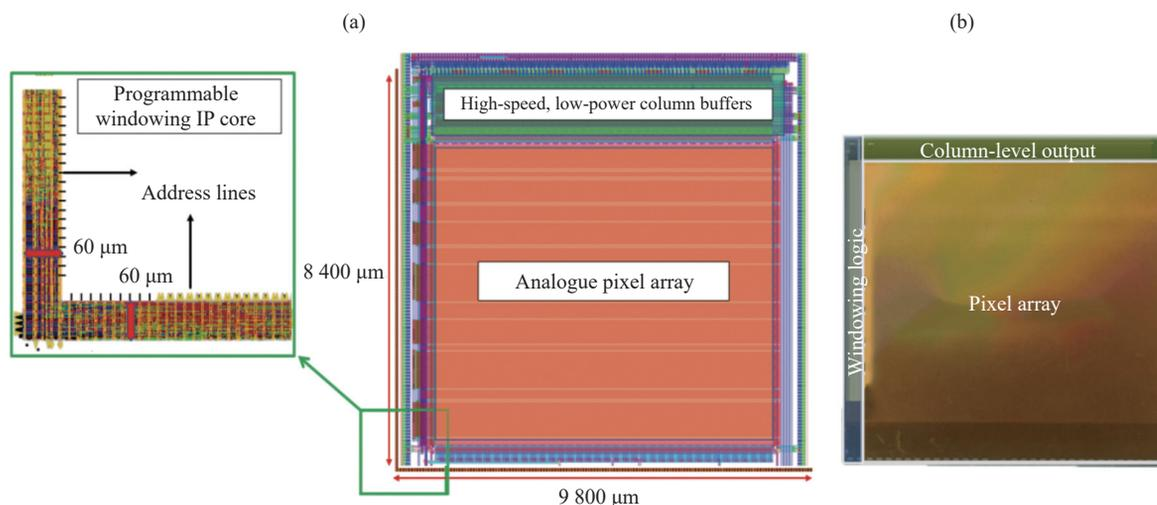 (a)
(b)
Programmable
windowing IP core
Address lines
60 μm
60 μm
High-speed, low-power column buffers
8 400 μm
Analogue pixel array
9 800 μm
Column-level output
Windowing logic
Pixel array